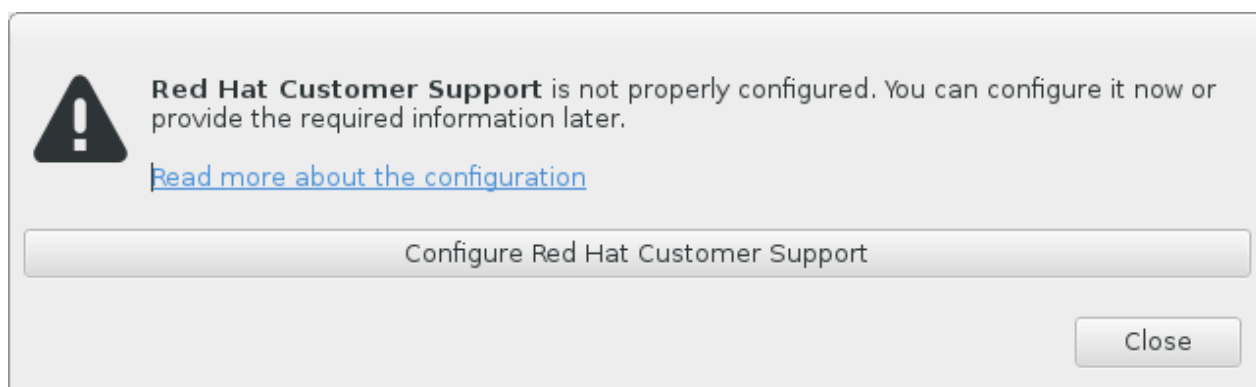 Red Hat Customer Support is not properly configured. You can configure it now or
provide the required information later.
Read more about the configuration
Configure Red Hat Customer Support
Close